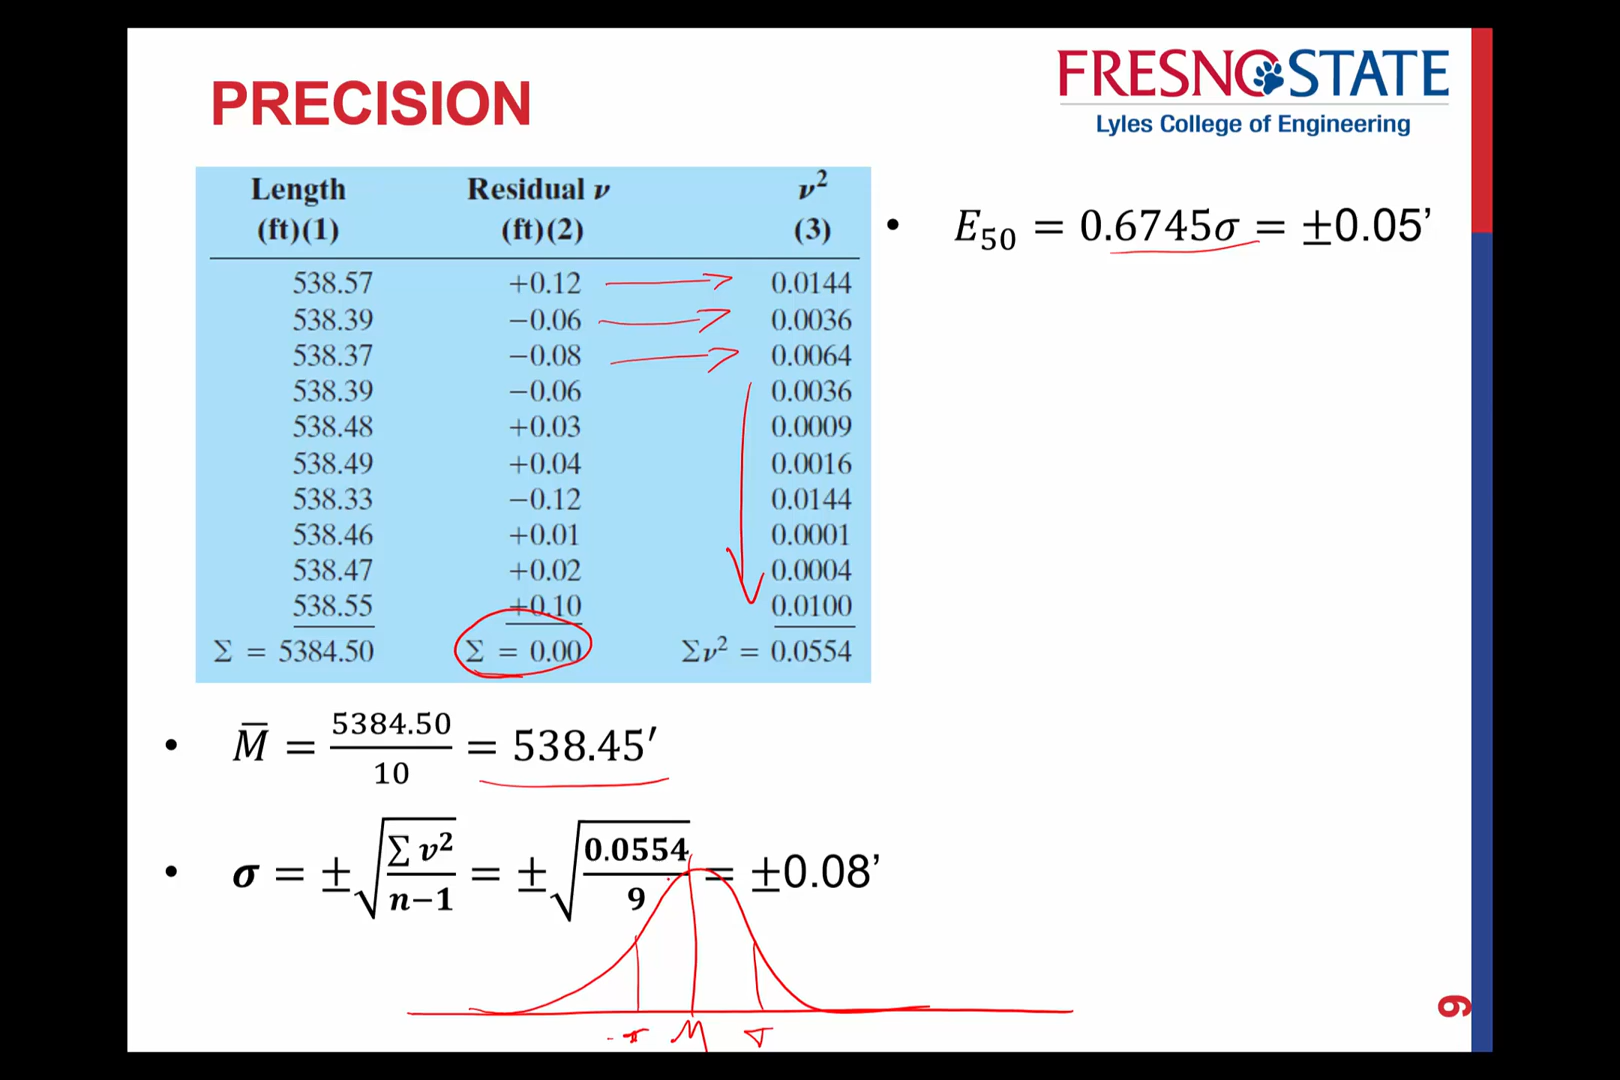 PRECISION
FRESNO STATE
Lyles College of Engineering
Length Residual ν ν²
(ft)(1) (ft)(2) (3)
538.57 +0.12 0.0144
538.39 −0.06 0.0036
538.37 −0.08 0.0064
538.39 −0.06 0.0036
538.48 +0.03 0.0009
538.49 +0.04 0.0016
538.33 −0.12 0.0144
538.46 +0.01 0.0001
538.47 +0.02 0.0004
538.55 +0.10 0.0100
Σ = 5384.50 Σ = 0.00 Σν² = 0.0554
• E₅₀ = 0.6745σ = ±0.05’
• M̅ = 5384.50/10 = 538.45′
• σ = ±√(∑v²/n−1) = ±√(0.0554/9) = ±0.08’
-σ M σ
9